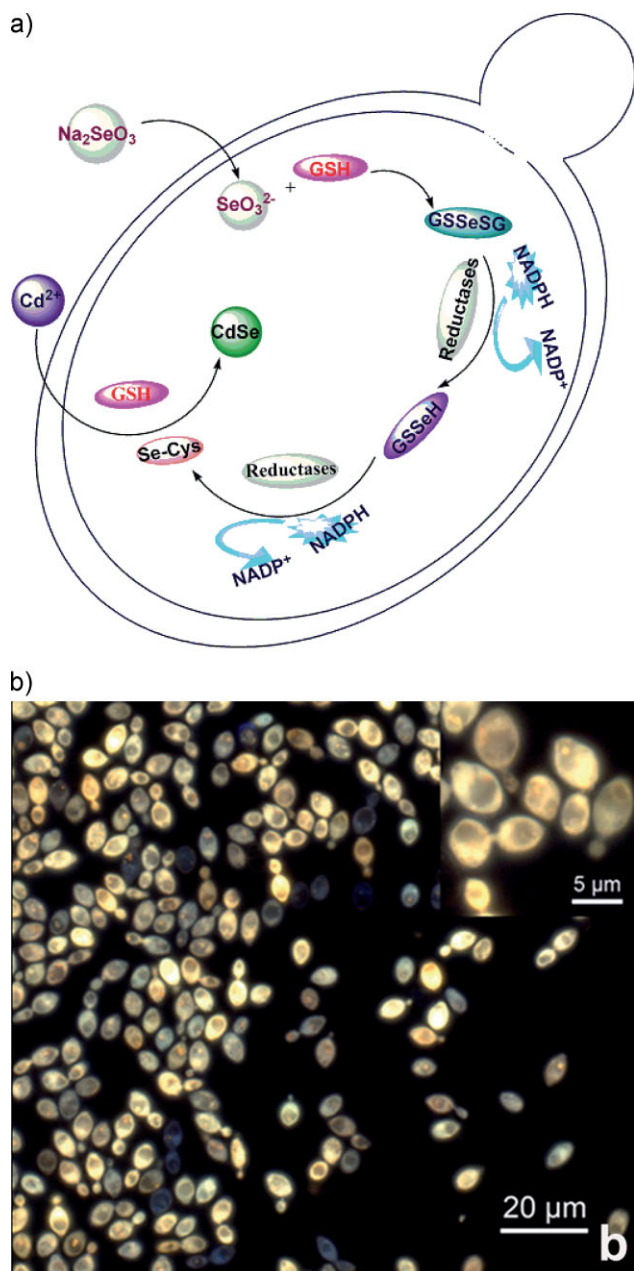 a)
Na₂SeO₃
SeO₃²⁻
+
GSH
GSSeSG
NADPH
Reductases
NADP⁺
Cd²⁺
CdSe
GSH
GSSeH
Se-Cys
Reductases
NADPH
NADP⁺
b)
5 µm
20 µm
b